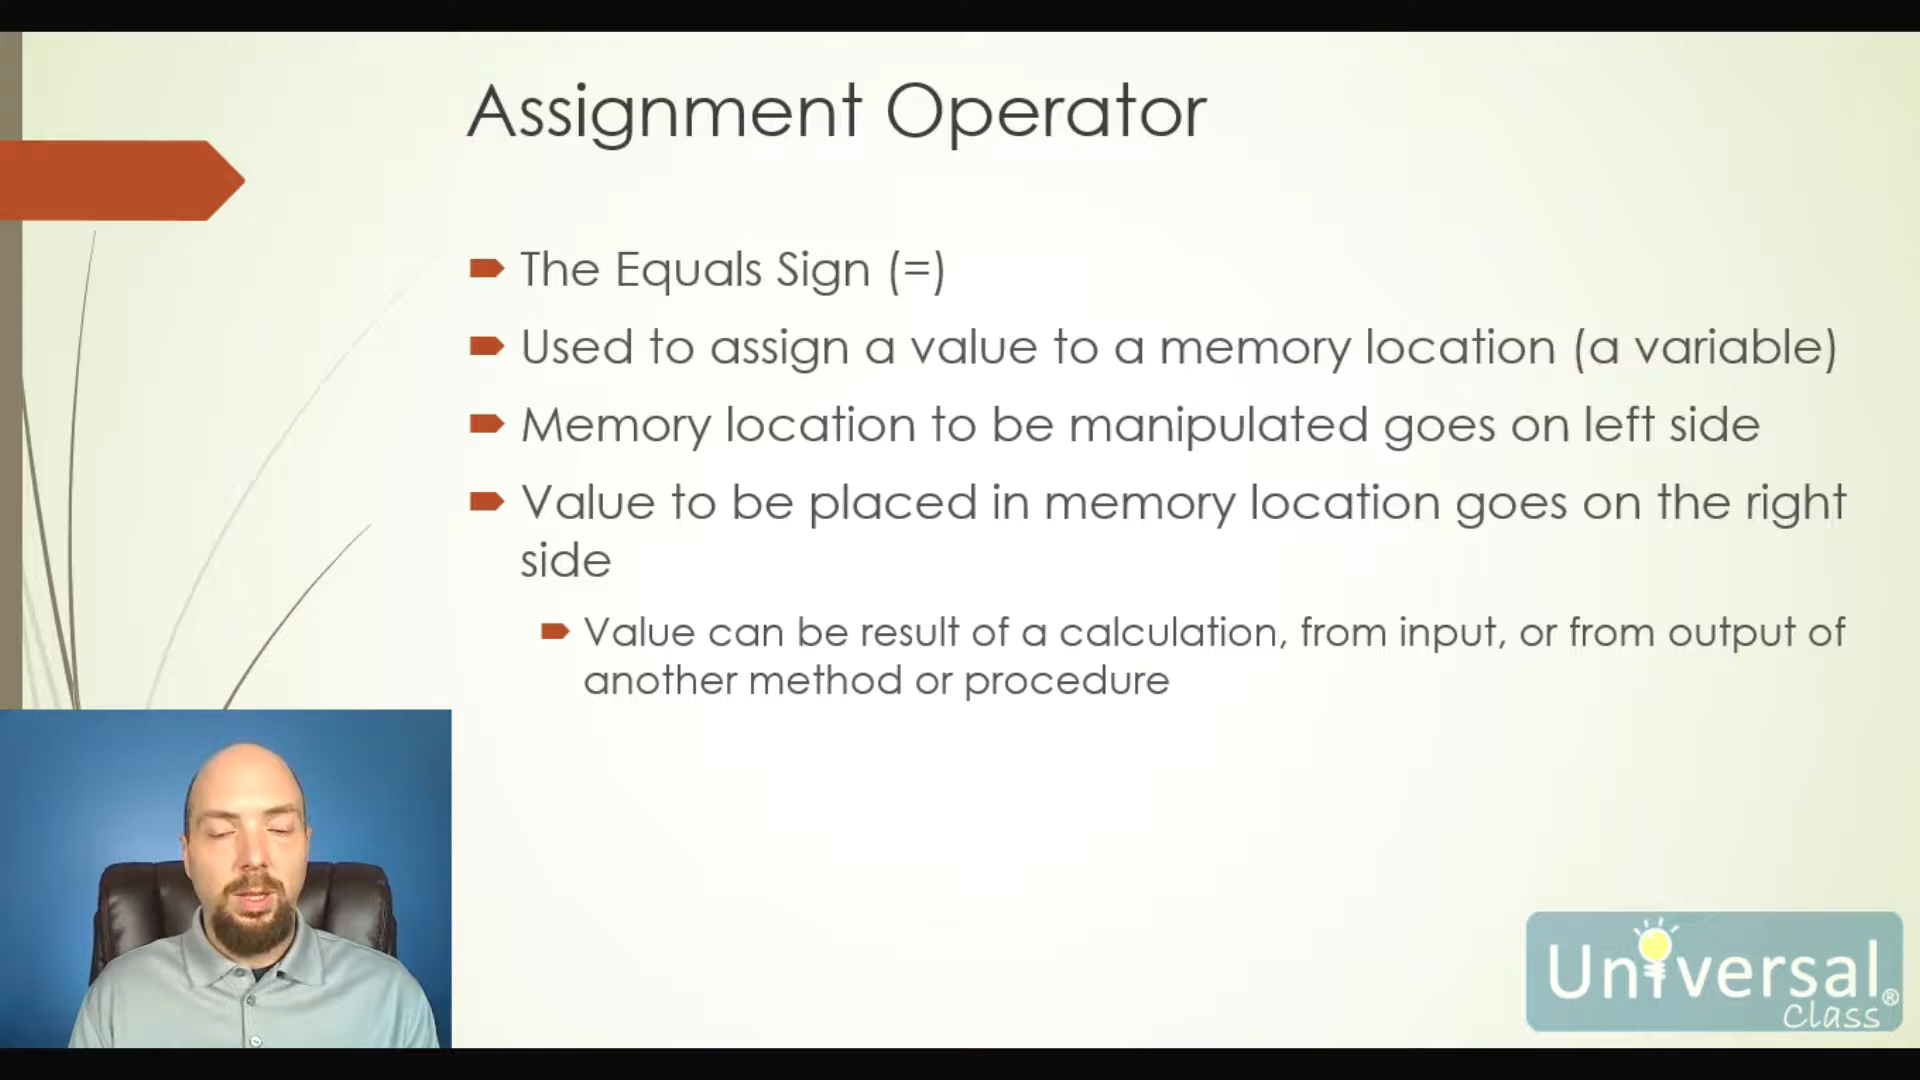 Assignment Operator
The Equals Sign (=)
Used to assign a value to a memory location (a variable)
Memory location to be manipulated goes on left side
Value to be placed in memory location goes on the right
side
Value can be result of a calculation, from input, or from output of
another method or procedure
Universal®
Class